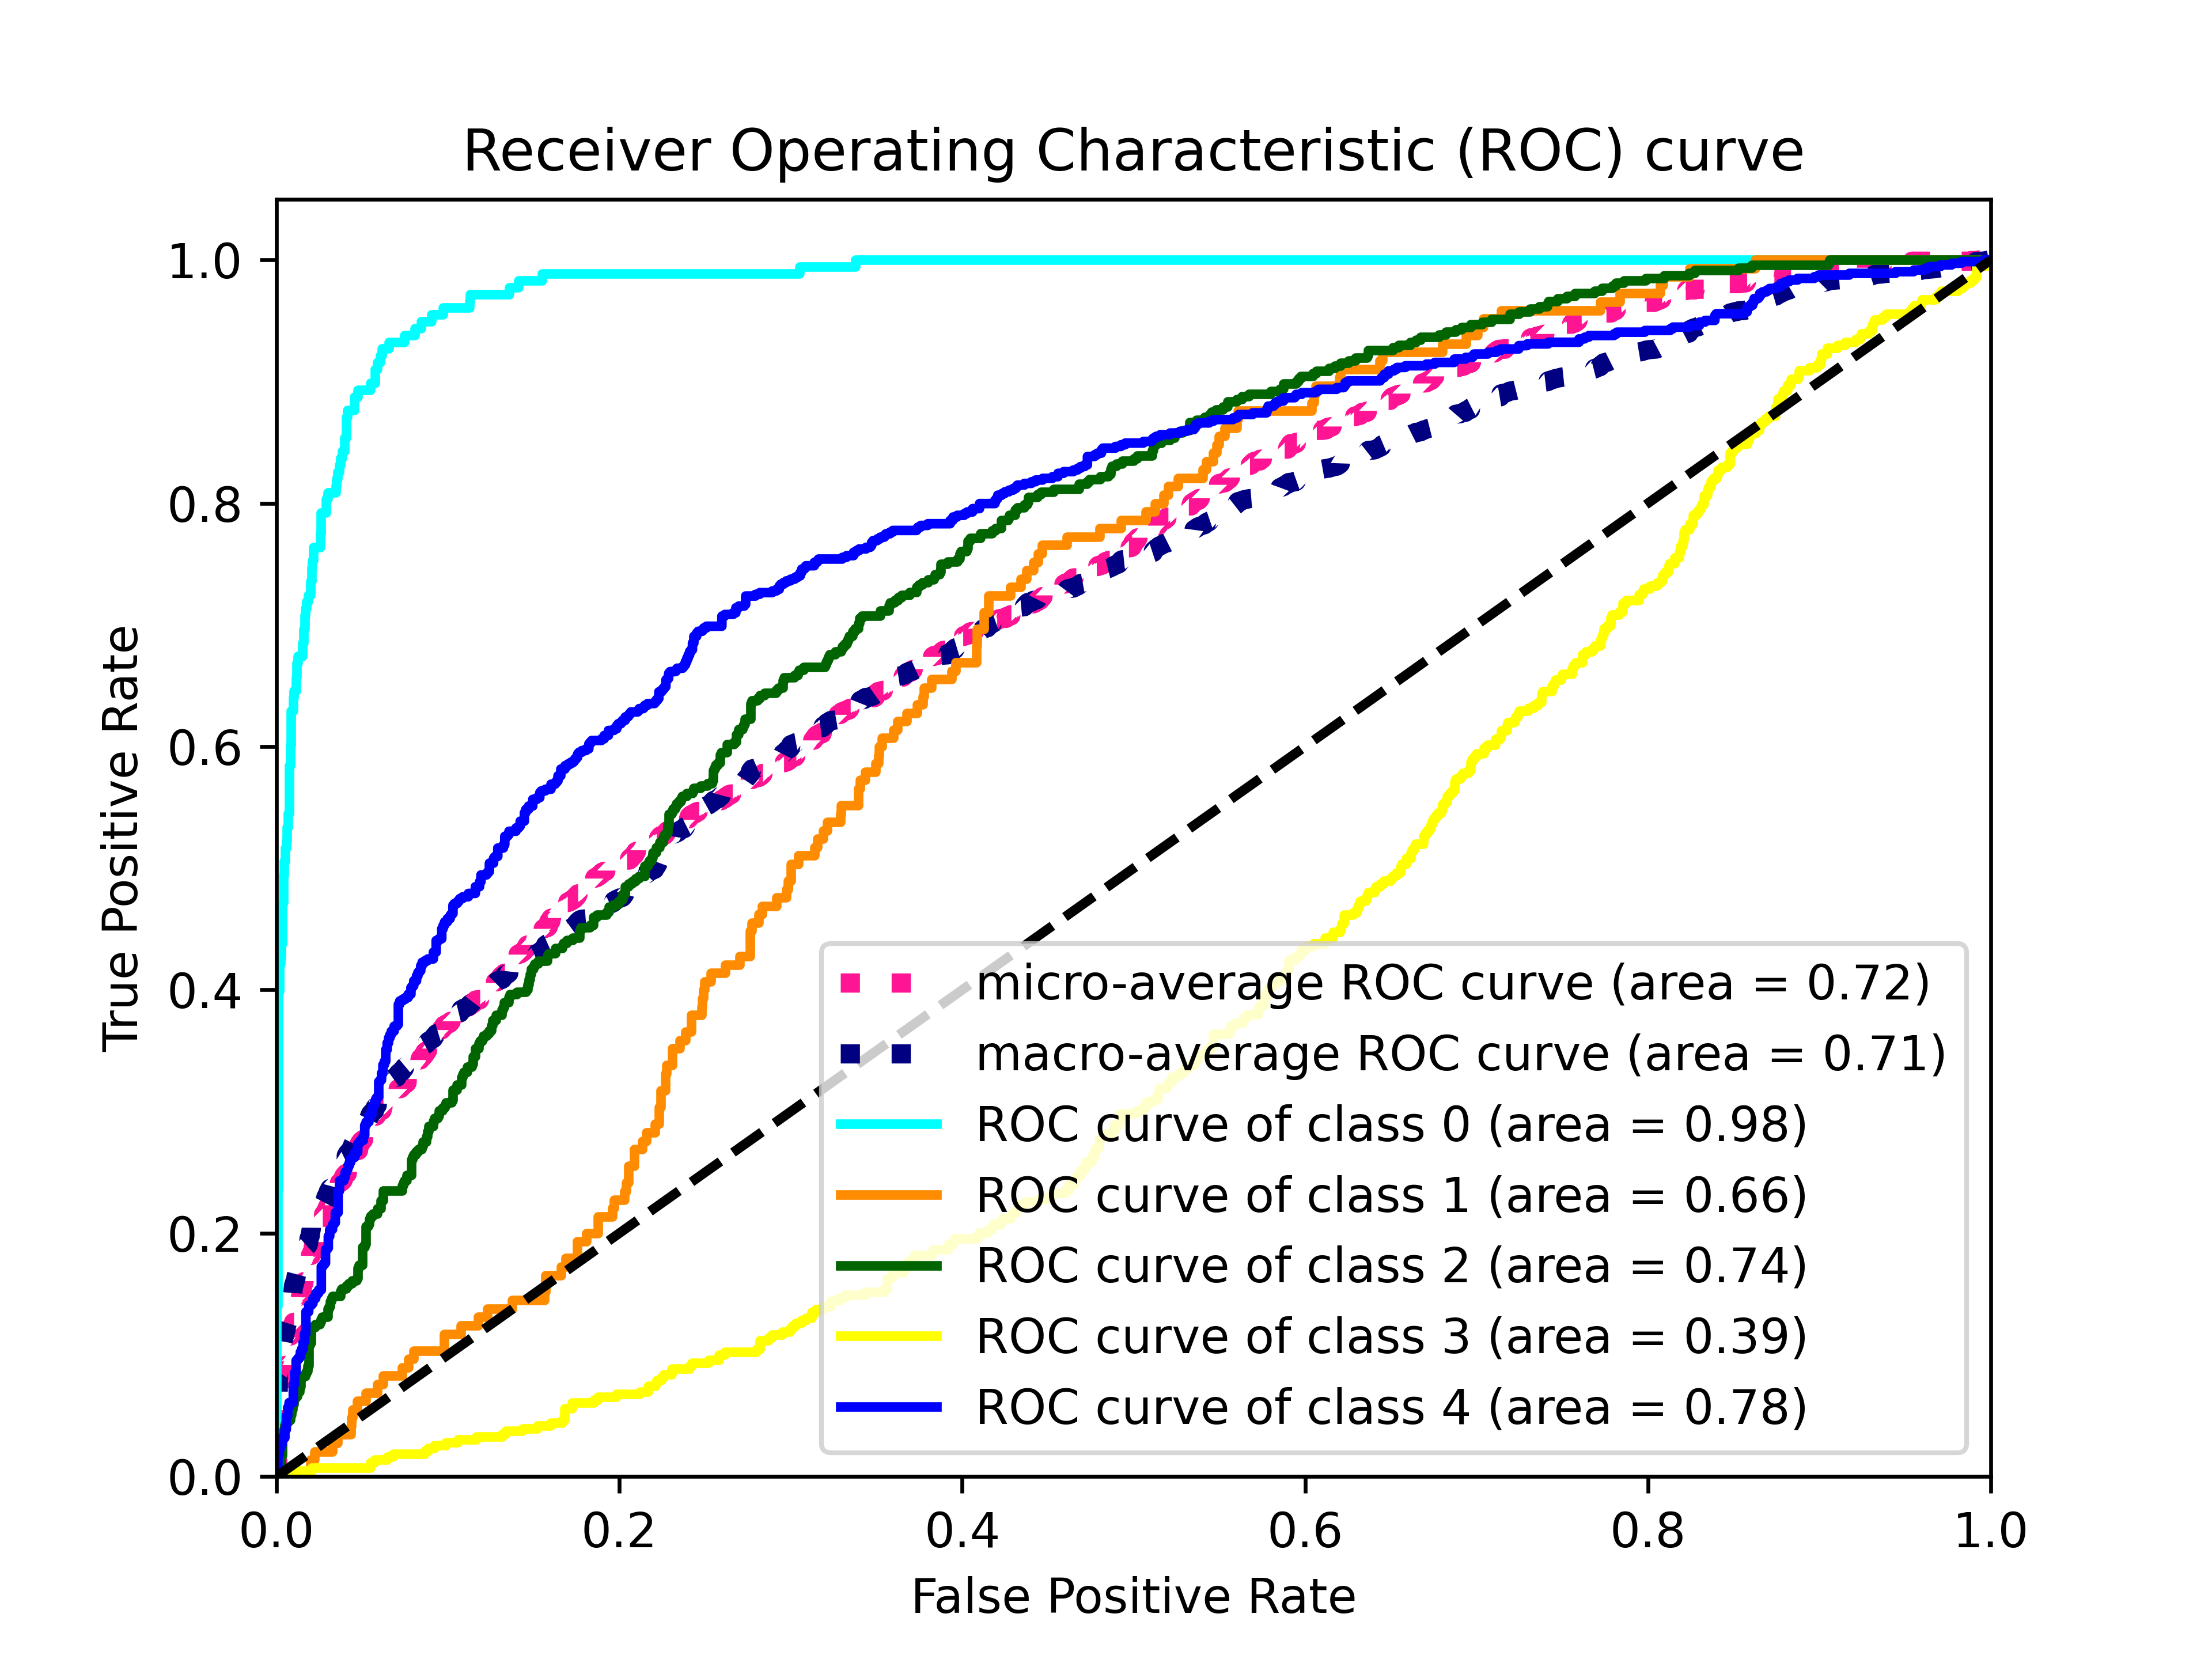 Receiver Operating Characteristic (ROC) curve
True Positive Rate
1.0
0.8
0.6
0.4
0.2
0.0
micro-average ROC curve (area = 0.72)
macro-average ROC curve (area = 0.71)
ROC curve of class 0 (area = 0.98)
ROC curve of class 1 (area = 0.66)
ROC curve of class 2 (area = 0.74)
ROC curve of class 3 (area = 0.39)
ROC curve of class 4 (area = 0.78)
0.0 0.2 0.4 0.6 0.8 1.0
False Positive Rate